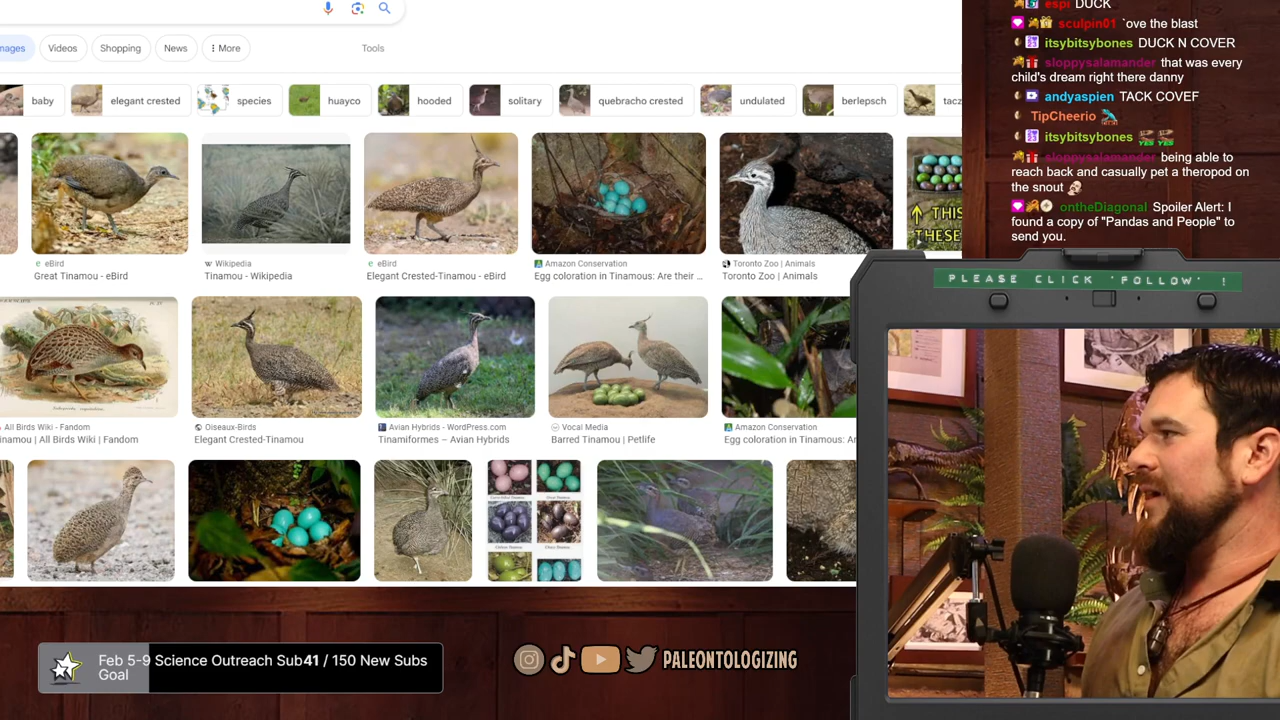 Videos
Shopping
News
More
Tools
baby
elegant crested
species
huayco
hooded
solitary
quebracho crested
undulated
berlepsch
eBird
Great Tinamou - eBird
Wikipedia
Tinamou - Wikipedia
eBird
Elegant Crested-Tinamou - eBird
Amazon Conservation
Egg coloration in Tinamous: Are their ...
Toronto Zoo | Animals
Toronto Zoo | Animals
↑ THIS
THESE
All Birds Wiki - Fandom
inamou | All Birds Wiki | Fandom
Oiseaux-Birds
Elegant Crested-Tinamou
Avian Hybrids - WordPress.com
Tinamiformes – Avian Hybrids
Vocal Media
Barred Tinamou | Petlife
Amazon Conservation
Egg coloration in Tinamous: Ar
espi DUCK
sculpin01 `ove the blast
itsybitsybones DUCK N COVER
sloppysalamander that was every
child's dream right there danny
andyaspien TACK COVEF
TipCheerio
itsybitsybones
sloppysalamander being able to
reach back and casually pet a theropod on
the snout
ontheDiagonal Spoiler Alert: I
found a copy of "Pandas and People" to
send you.
PLEASE CLICK 'FOLLOW' !
Feb 5-9 Science Outreach Sub 41 / 150 New Subs
Goal
PALEONTOLOGIZING